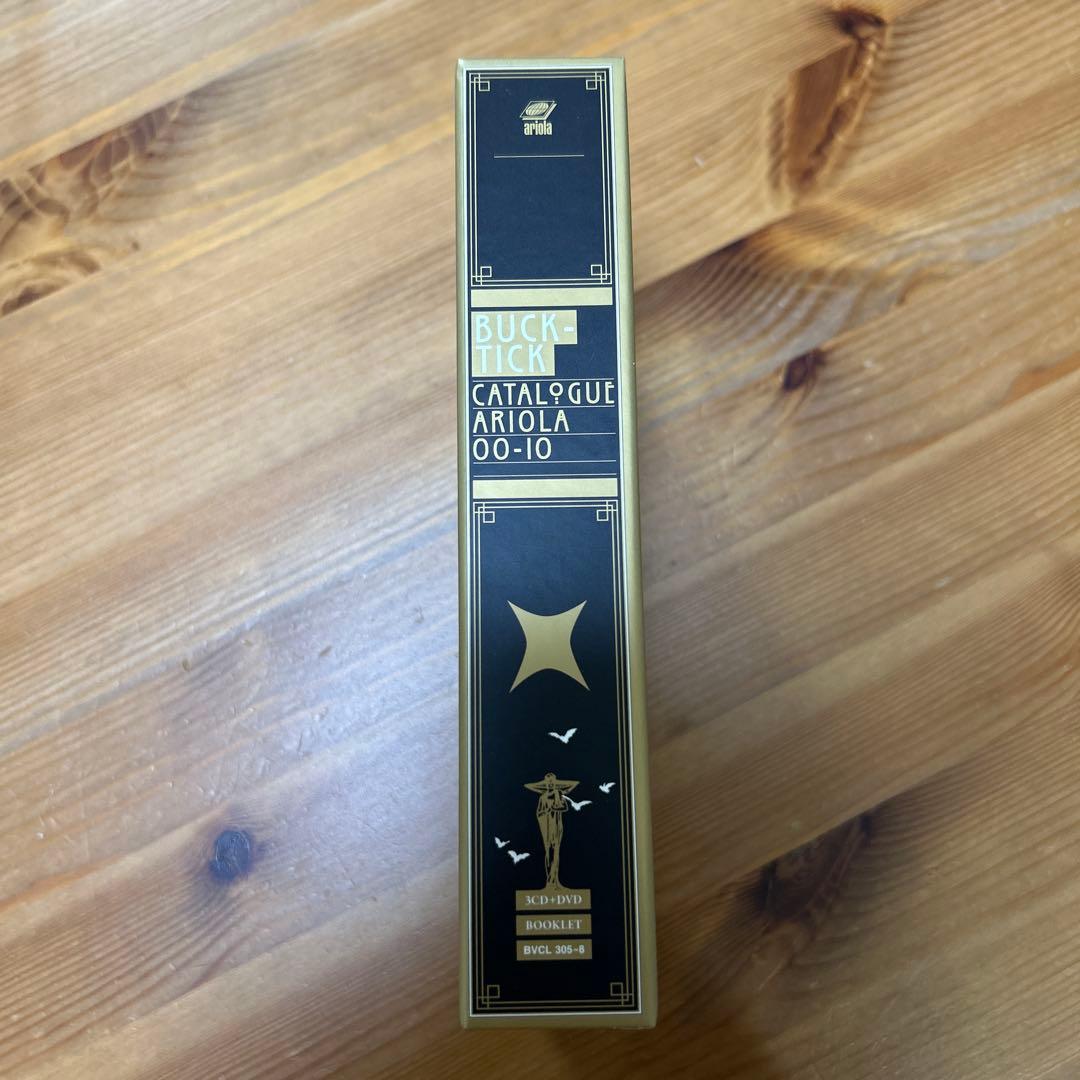 ariola
BUCK-
TICK
CATALOGUE
ARIOLA
00-10
3CD+DVD
BOOKLET
BVCL 305-8